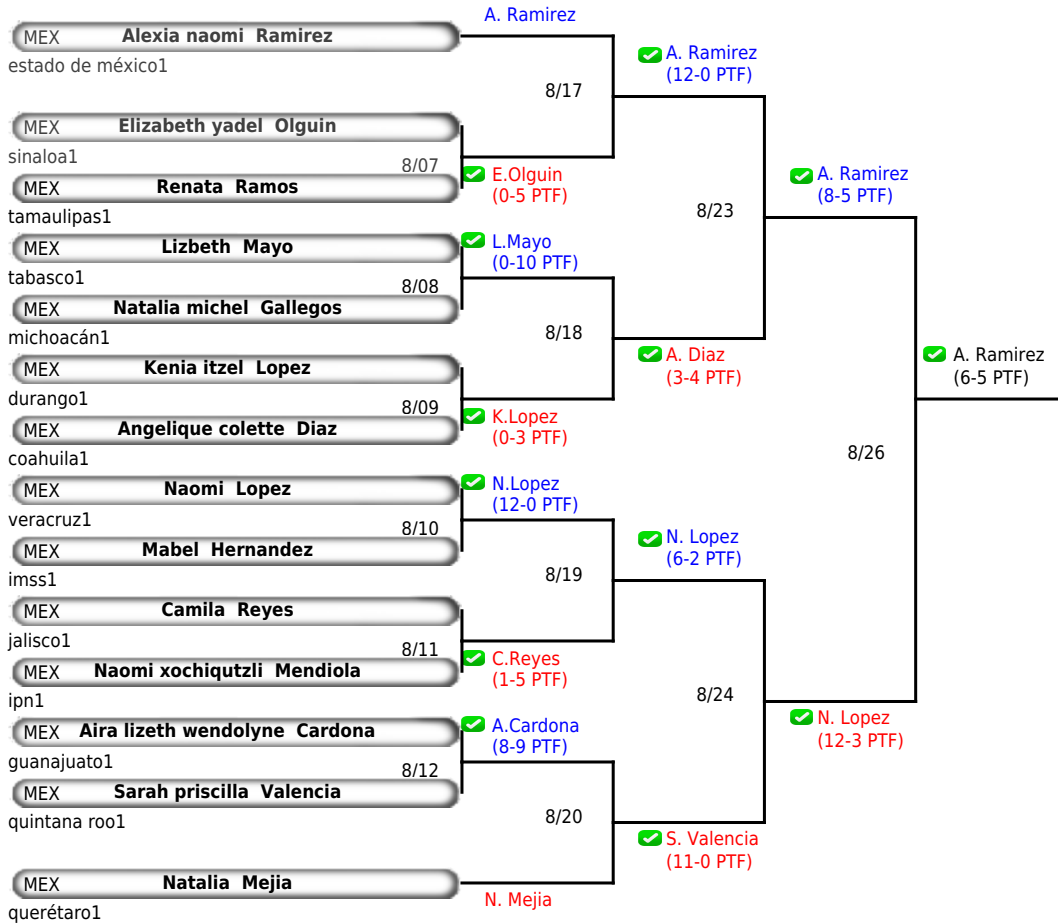 A. Ramirez
MEX Alexia naomi Ramirez
estado de méxico1
8/17
A. Ramirez
(12-0 PTF)
MEX Elizabeth yadel Olguin
sinaloa1
8/07
MEX Renata Ramos
tamaulipas1
E.Olguin
(0-5 PTF)
8/23
A. Ramirez
(8-5 PTF)
MEX Lizbeth Mayo
tabasco1
8/08
L.Mayo
(0-10 PTF)
MEX Natalia michel Gallegos
michoacán1
8/18
A. Diaz
(3-4 PTF)
MEX Kenia itzel Lopez
durango1
8/09
MEX Angelique colette Diaz
coahuila1
K.Lopez
(0-3 PTF)
A. Ramirez
(6-5 PTF)
8/26
MEX Naomi Lopez
veracruz1
8/10
N.Lopez
(12-0 PTF)
MEX Mabel Hernandez
imss1
8/19
N. Lopez
(6-2 PTF)
MEX Camila Reyes
jalisco1
8/11
MEX Naomi xochiqutzli Mendiola
ipn1
C.Reyes
(1-5 PTF)
8/24
N. Lopez
(12-3 PTF)
MEX Aira lizeth wendolyne Cardona
guanajuato1
8/12
A.Cardona
(8-9 PTF)
MEX Sarah priscilla Valencia
quintana roo1
8/20
S. Valencia
(11-0 PTF)
MEX Natalia Mejia
querétaro1
N. Mejia